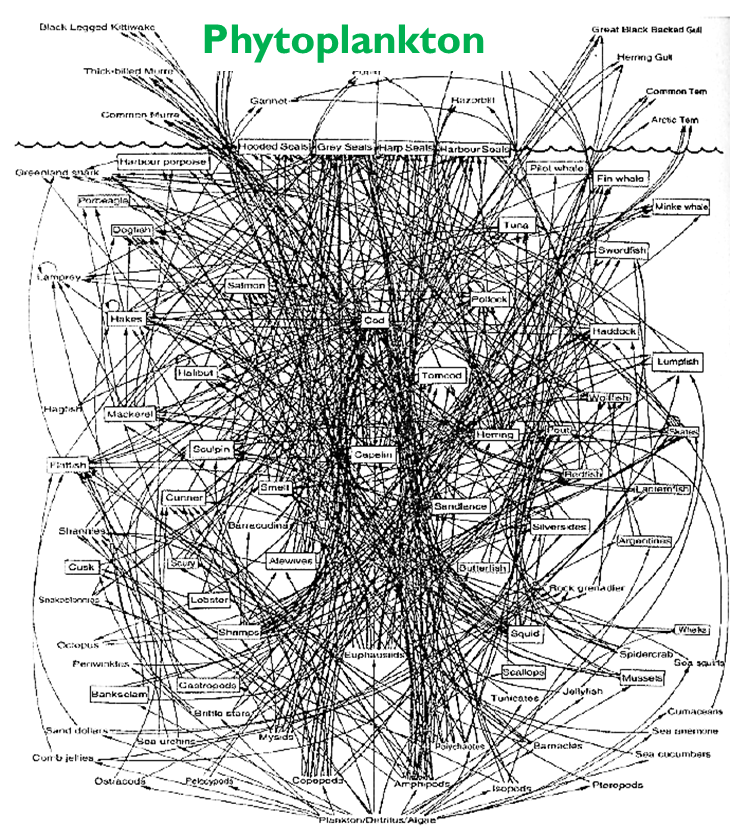 Phytoplankton
Black Legged Kittiwake
Great Black Backed Gull
Herring Gull
Thick-billed Murre
Gannet
Razorbill
Common Tern
Common Murre
Arctic Tern
Hooded Seals
Grey Seals
Harp Seals
Harbour Seals
Harbour porpoise
Pilot whale
Greenland shark
Fin whale
Porbeagle
Minke whale
Dogfish
Tuna
Swordfish
Lamprey
Salmon
Pollock
Hakes
Cod
Haddock
Lumpfish
Halibut
Tomcod
Wolffish
Hagfish
Mackerel
Herring
Pout
Skates
Sculpin
Capelin
Flatfish
Redfish
Smelt
Lanternfish
Cunner
Sandlance
Barracudina
Silversides
Shannies
Argentines
Cusk
Saury
Alewives
Butterfish
Rock grenadier
Snakeblennies
Lobster
Shrimps
Squid
Whelks
Octopus
Euphausiids
Spidercrab
Periwinkles
Sea squirts
Scallops
Mussels
Gastropods
Banksclam
Jellyfish
Tunicates
Brittle stars
Cumaceans
Sand dollars
Sea anemone
Sea urchins
Mysids
Polychaetes
Barnacles
Comb jellies
Sea cucumbers
Ostracods
Pelecypods
Copopods
Amphipods
Isopods
Pteropods
Plankton/Detritus/Algae